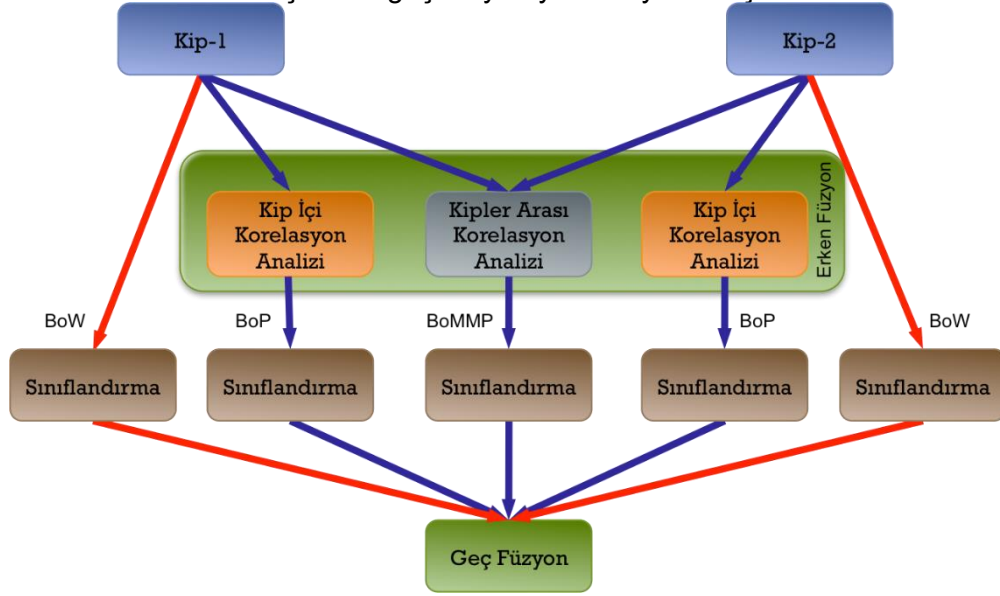 Kip-1
Kip-2
Kip İçi
Korelasyon
Analizi
Kipler Arası
Korelasyon
Analizi
Kip İçi
Korelasyon
Analizi
Erken Füzyon
BoW
BoP
BoMMP
BoP
BoW
Sınıflandırma
Sınıflandırma
Sınıflandırma
Sınıflandırma
Sınıflandırma
Geç Füzyon